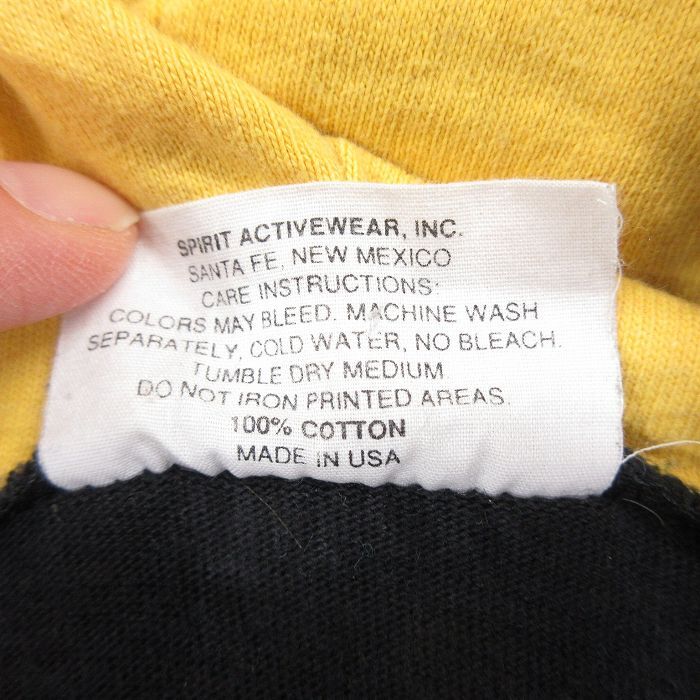 SPIRIT ACTIVEWEAR, INC.
SANTA FE, NEW MEXICO
CARE INSTRUCTIONS:
COLORS MAY BLEED. MACHINE WASH
SEPARATELY, COLD WATER, NO BLEACH.
TUMBLE DRY MEDIUM
DO NOT IRON PRINTED AREAS.
100% COTTON
MADE IN USA